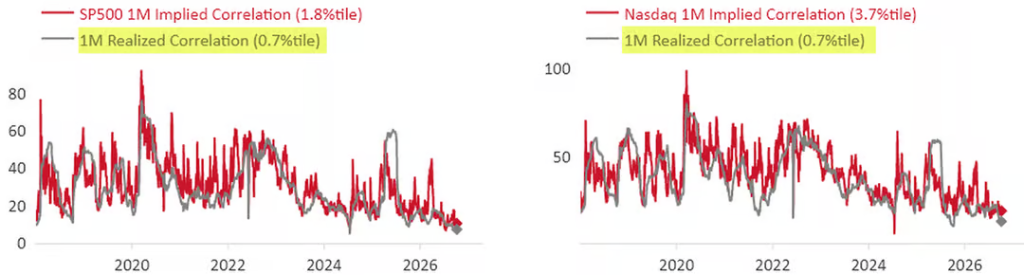 SP500 1M Implied Correlation (1.8%tile)
1M Realized Correlation (0.7%tile)
80
60
40
20
0
2020 2022 2024 2026
Nasdaq 1M Implied Correlation (3.7%tile)
1M Realized Correlation (0.7%tile)
100
50
2020 2022 2024 2026